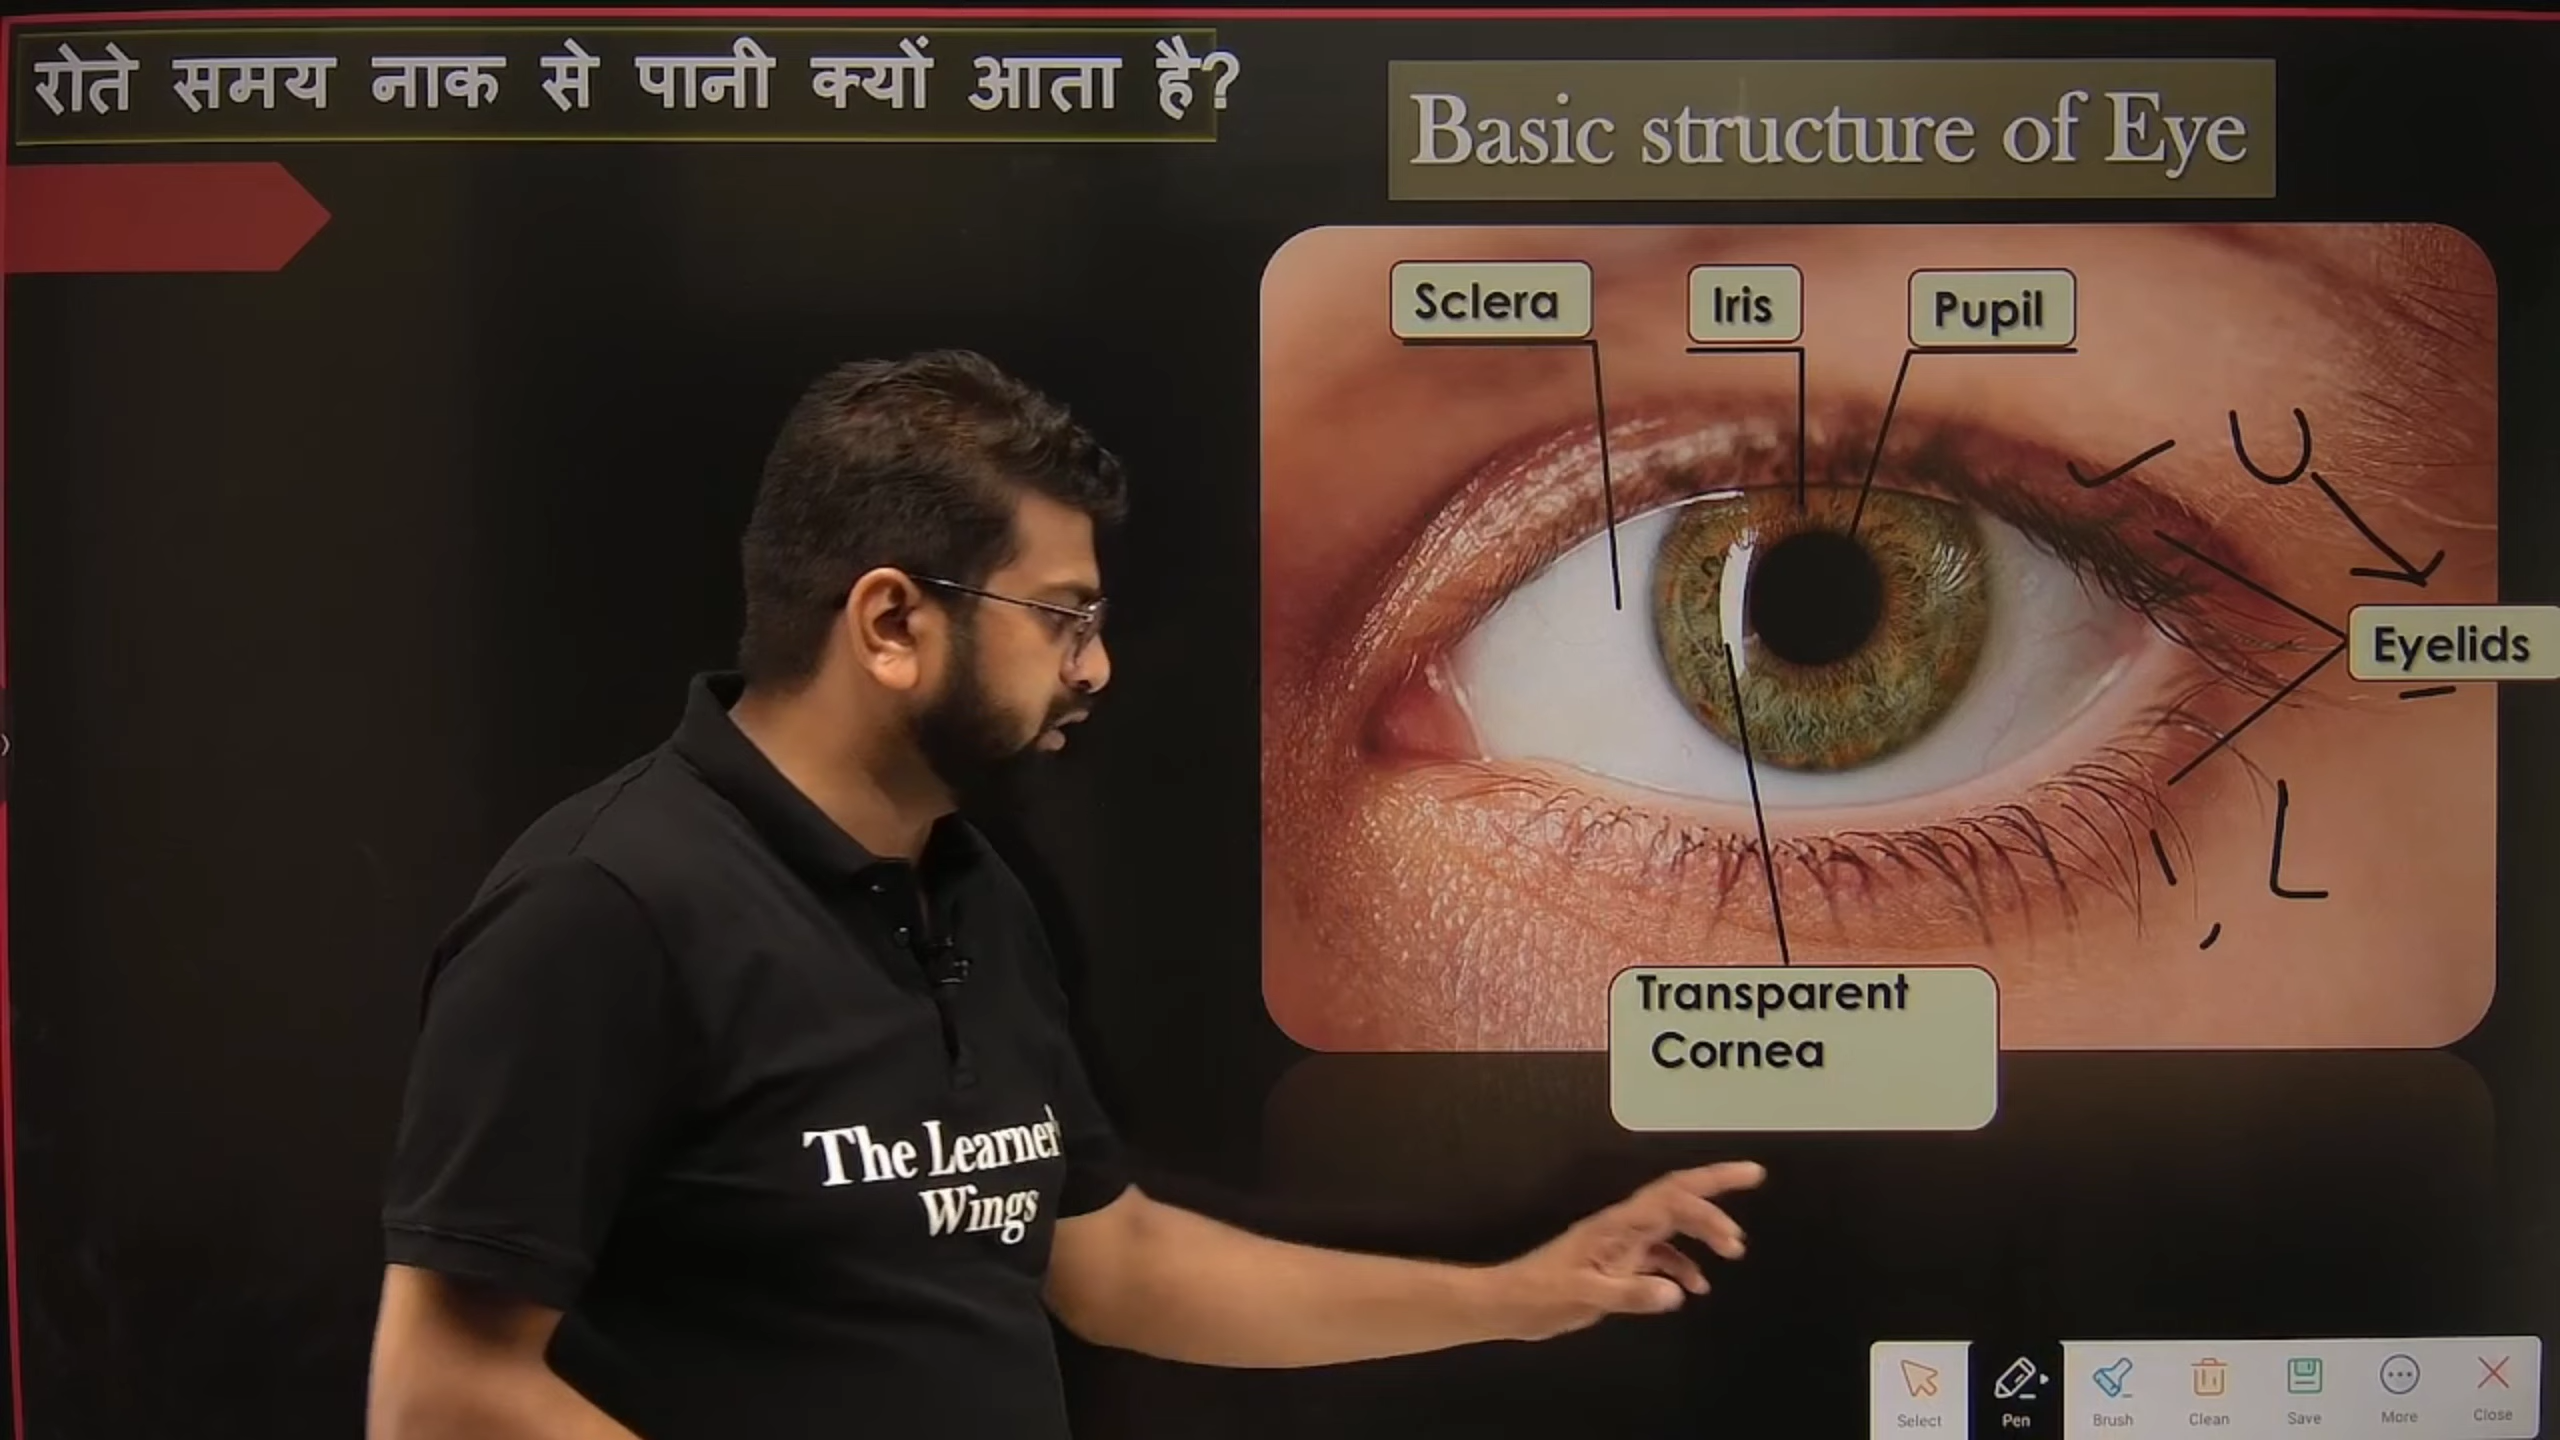 रोते समय नाक से पानी क्यों आता है?
Basic structure of Eye
Sclera
Iris
Pupil
U
Eyelids
L
Transparent
Cornea
The Learner
Wings
Select
Pen
Brush
Clean
Save
More
Close